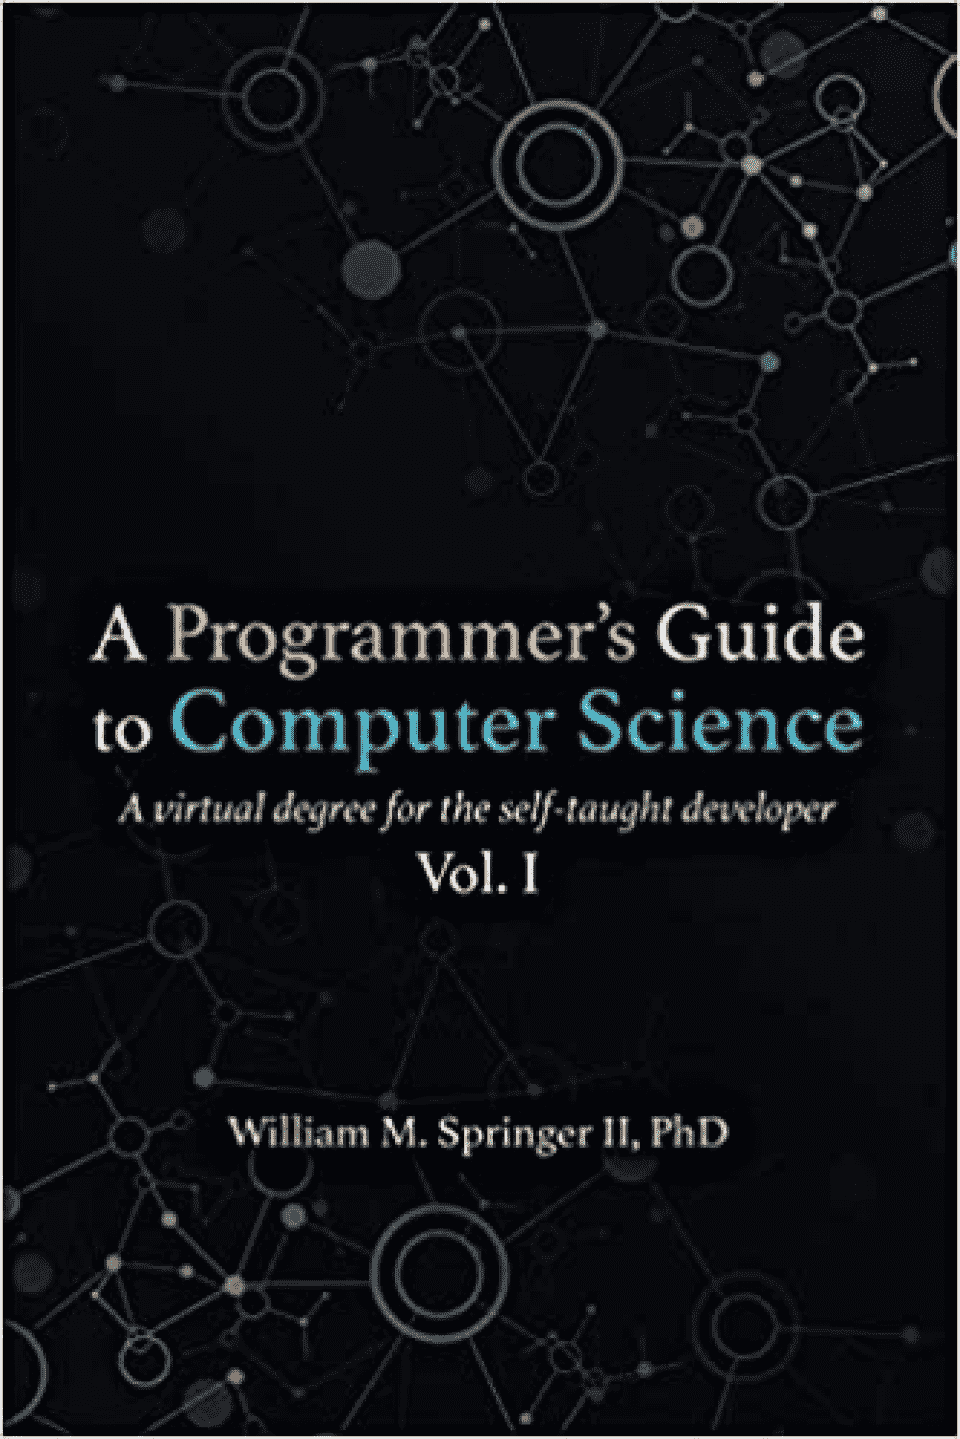 A Programmer’s Guide
to Computer Science
A virtual degree for the self-taught developer
Vol. I
William M. Springer II, PhD